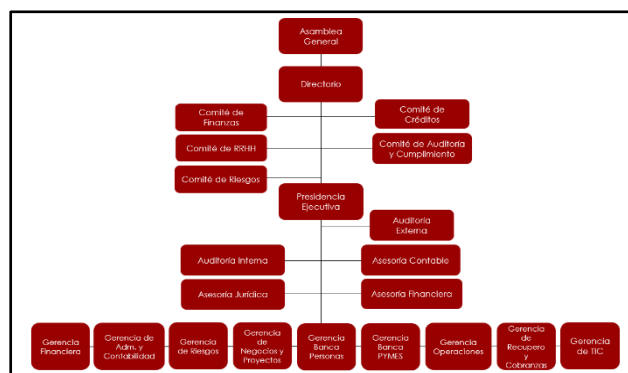 Asamblea
General
Directorio
Comité de
Finanzas
Comité de
Créditos
Comité de RRHH
Comité de Auditoría
y Cumplimiento
Comité de Riesgos
Presidencia
Ejecutiva
Auditoría
Externa
Auditoría Interna
Asesoría Contable
Asesoría Jurídica
Asesoría Financiera
Gerencia
Financiera
Gerencia de
Adm. y
Contabilidad
Gerencia
de Riesgos
Gerencia
de
Negocios y
Proyectos
Gerencia
Banca
Personas
Gerencia
Banca
PYMES
Gerencia
Operaciones
Gerencia
de
Recupero
y
Cobranzas
Gerencia
de TIC